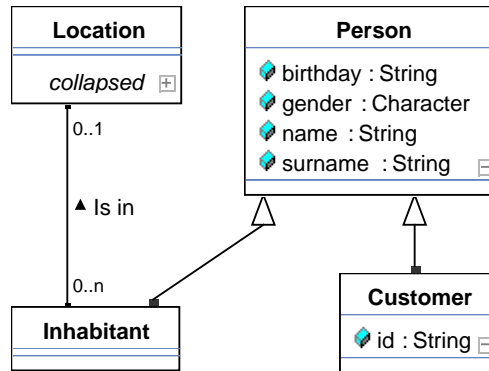 Location
collapsed
Person
birthday : String
gender : Character
name : String
surname : String
0..1
▲ Is in
0..n
Inhabitant
Customer
id : String